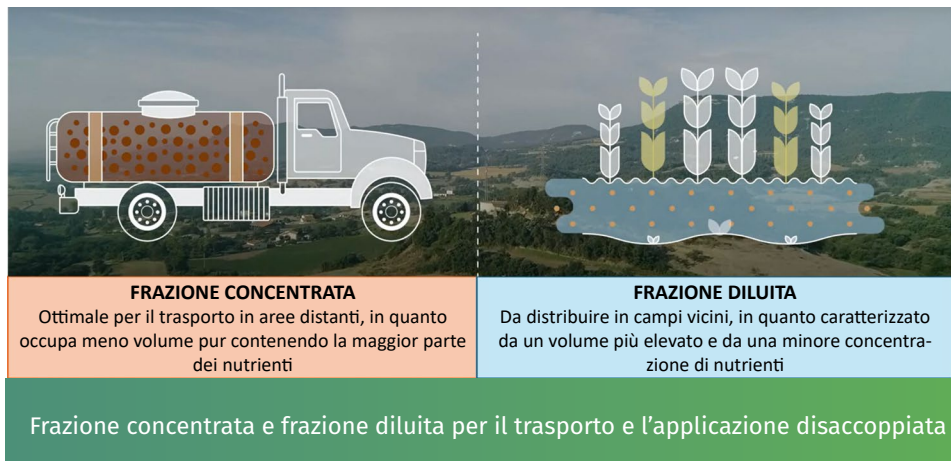 FRAZIONE CONCENTRATA
Ottimale per il trasporto in aree distanti, in quanto
occupa meno volume pur contenendo la maggior parte
dei nutrienti
FRAZIONE DILUITA
Da distribuire in campi vicini, in quanto caratterizzato
da un volume più elevato e da una minore concentra-
zione di nutrienti
Frazione concentrata e frazione diluita per il trasporto e l’applicazione disaccoppiata